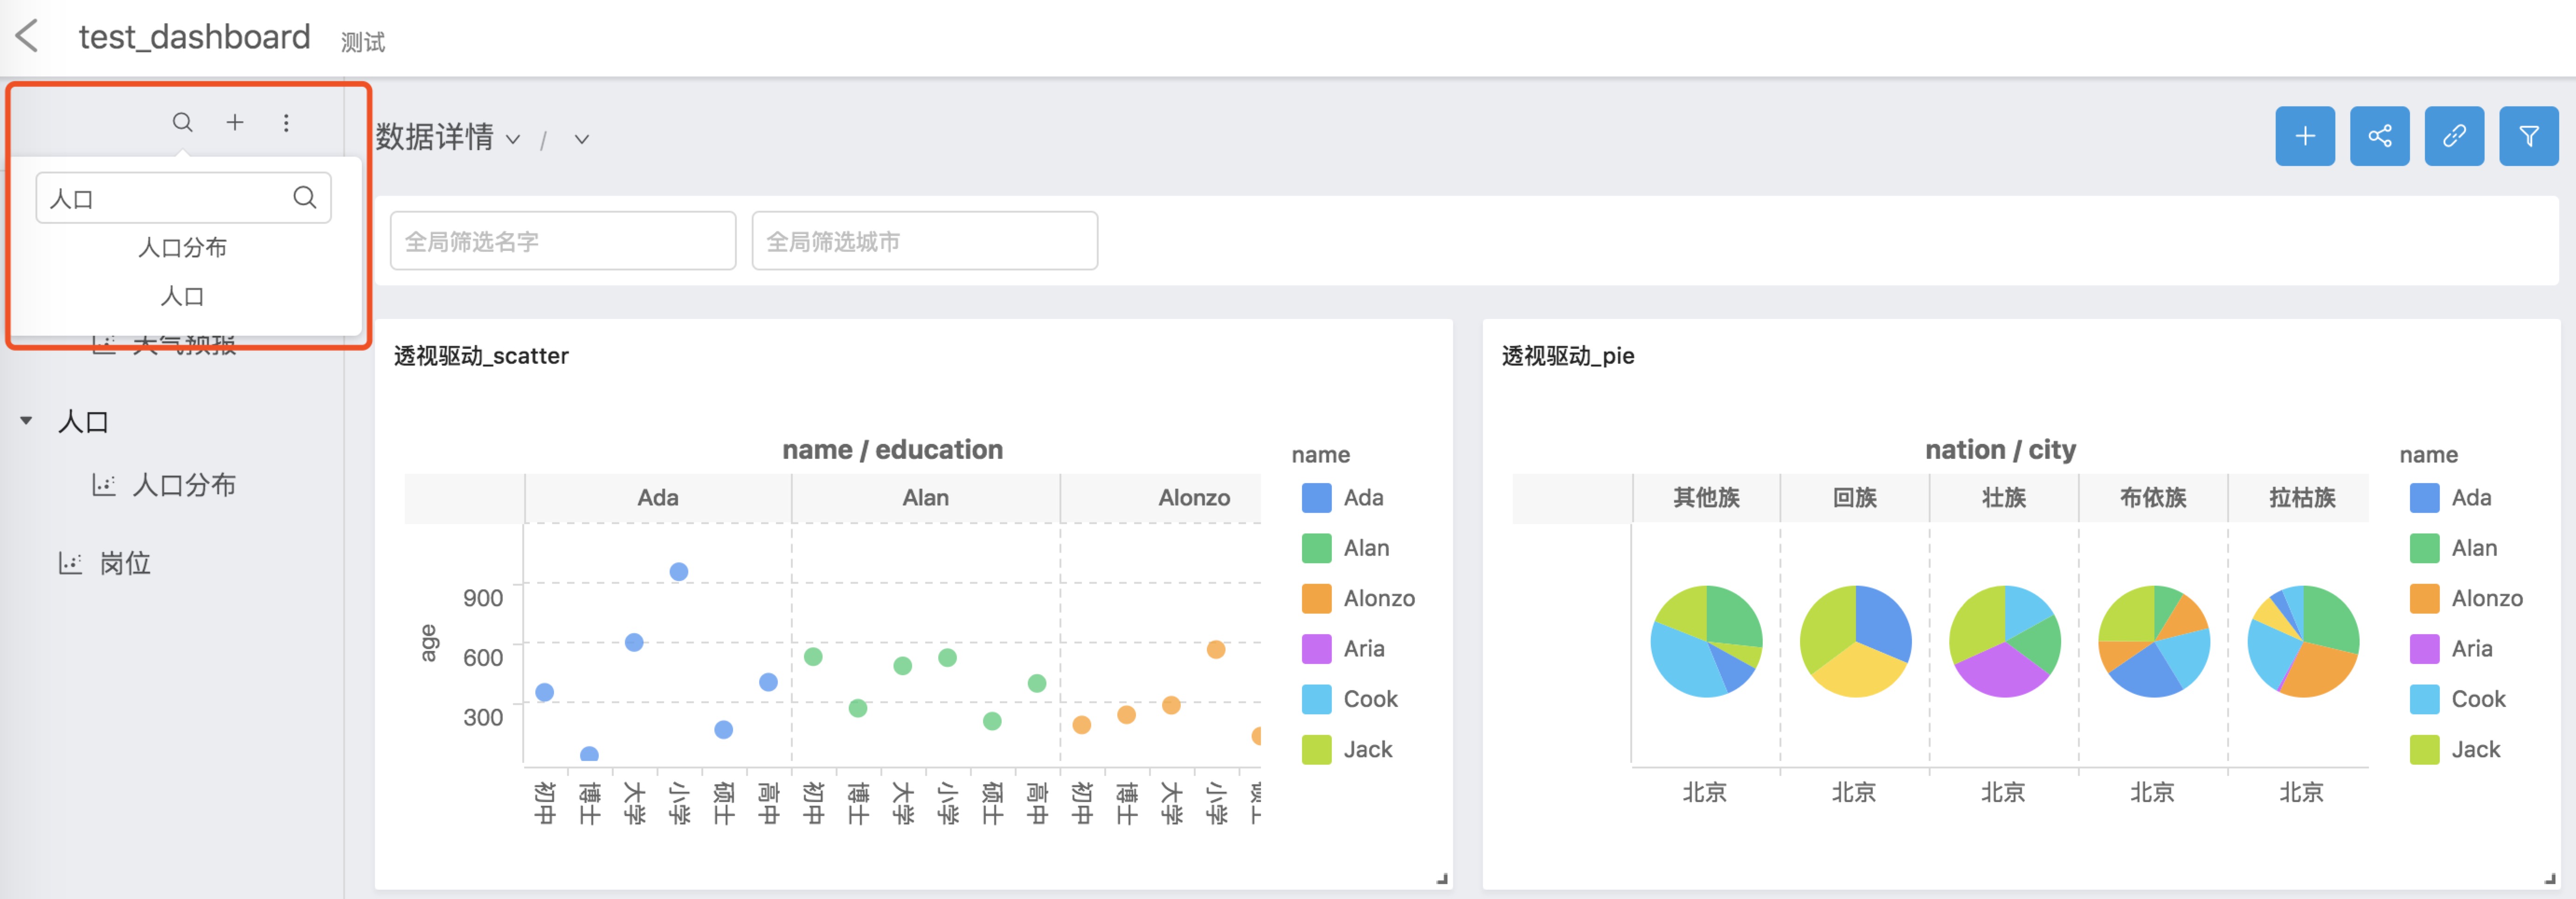 test_dashboard 测试
人口
人口分布
人口
天气预报
人口
人口分布
岗位
数据详情 /
全局筛选名字 全局筛选城市
透视驱动_scatter
name / education
Ada Alan Alonzo
age
900
600
300
初中 博士 大学 小学 硕士 高中 初中 博士 大学 小学 硕士 高中 初中 博士 大学 小学
name
Ada
Alan
Alonzo
Aria
Cook
Jack
透视驱动_pie
nation / city
其他族 回族 壮族 布依族 拉祜族
北京 北京 北京 北京 北京
name
Ada
Alan
Alonzo
Aria
Cook
Jack